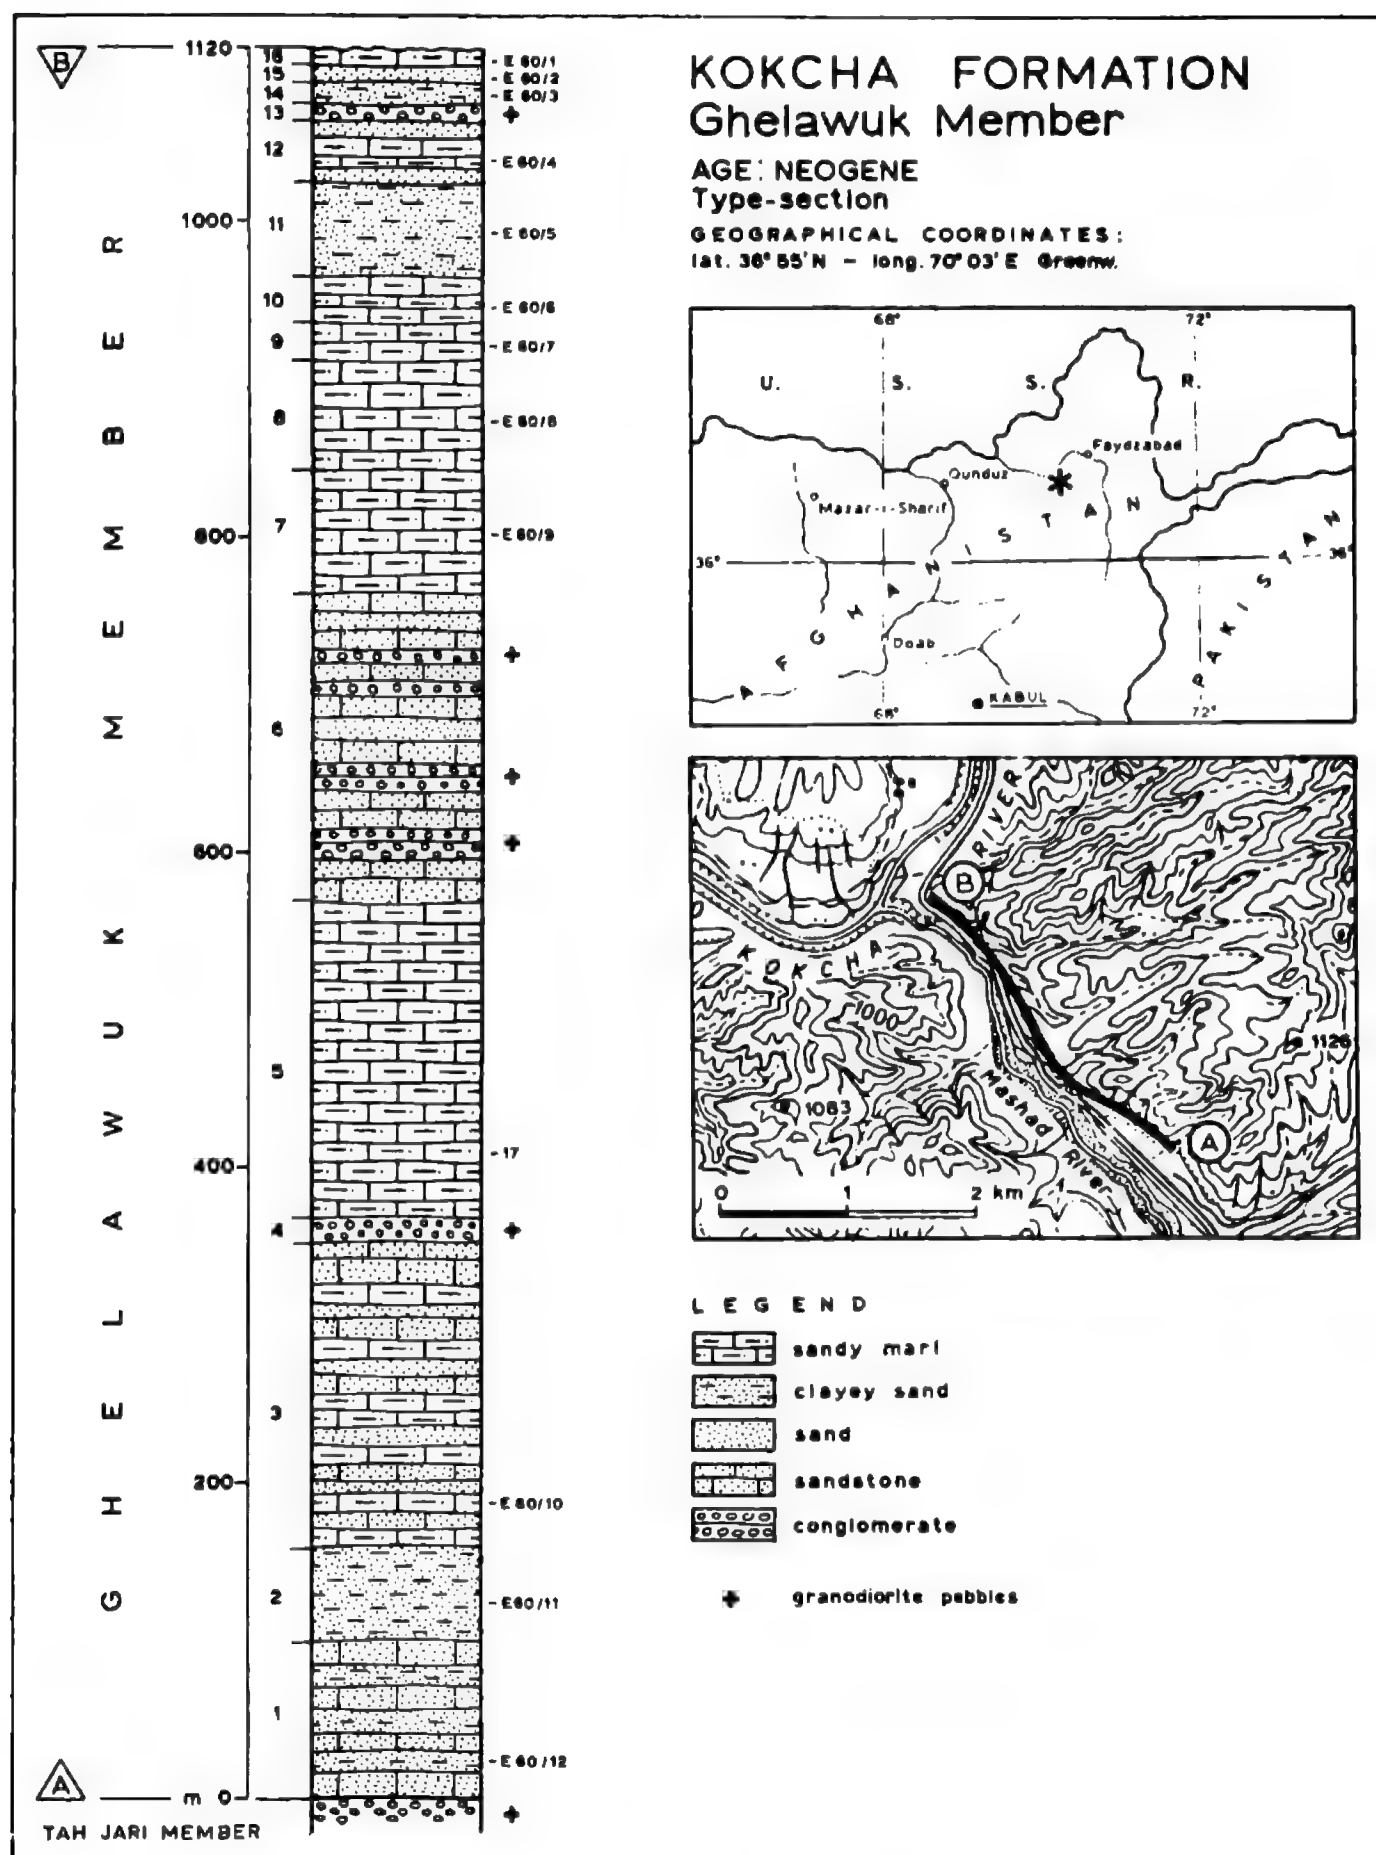 KOKCHA FORMATION
Ghelawuk Member
AGE: NEOGENE
Type-section
GEOGRAPHICAL COORDINATES:
lat. 36° 55' N – long. 70° 03' E Greenw.
B
1120
1000
800
600
400
200
m 0
A
TAH JARI MEMBER
GHELAWUK MEMBER
16
15
14
13
12
11
10
9
8
7
6
5
4
3
2
1
E 60/1
E 60/2
E 60/3
E 60/4
E 60/5
E 60/6
E 60/7
E 60/8
E 60/9
17
E 60/10
E60/11
E 60/12
68° 72°
U. S. S. R.
Faydzabad
Qunduz
Mazar-i-Sharif
36° 36°
AFGHANISTAN
PAKISTAN
Doab
KABUL
68° 72°
RIVER
B
KOKCHA
1000
1126
1083
Mashad River
A
0 1 2 km
LEGEND
sandy marl
clayey sand
sand
sandstone
conglomerate
granodiorite pebbles